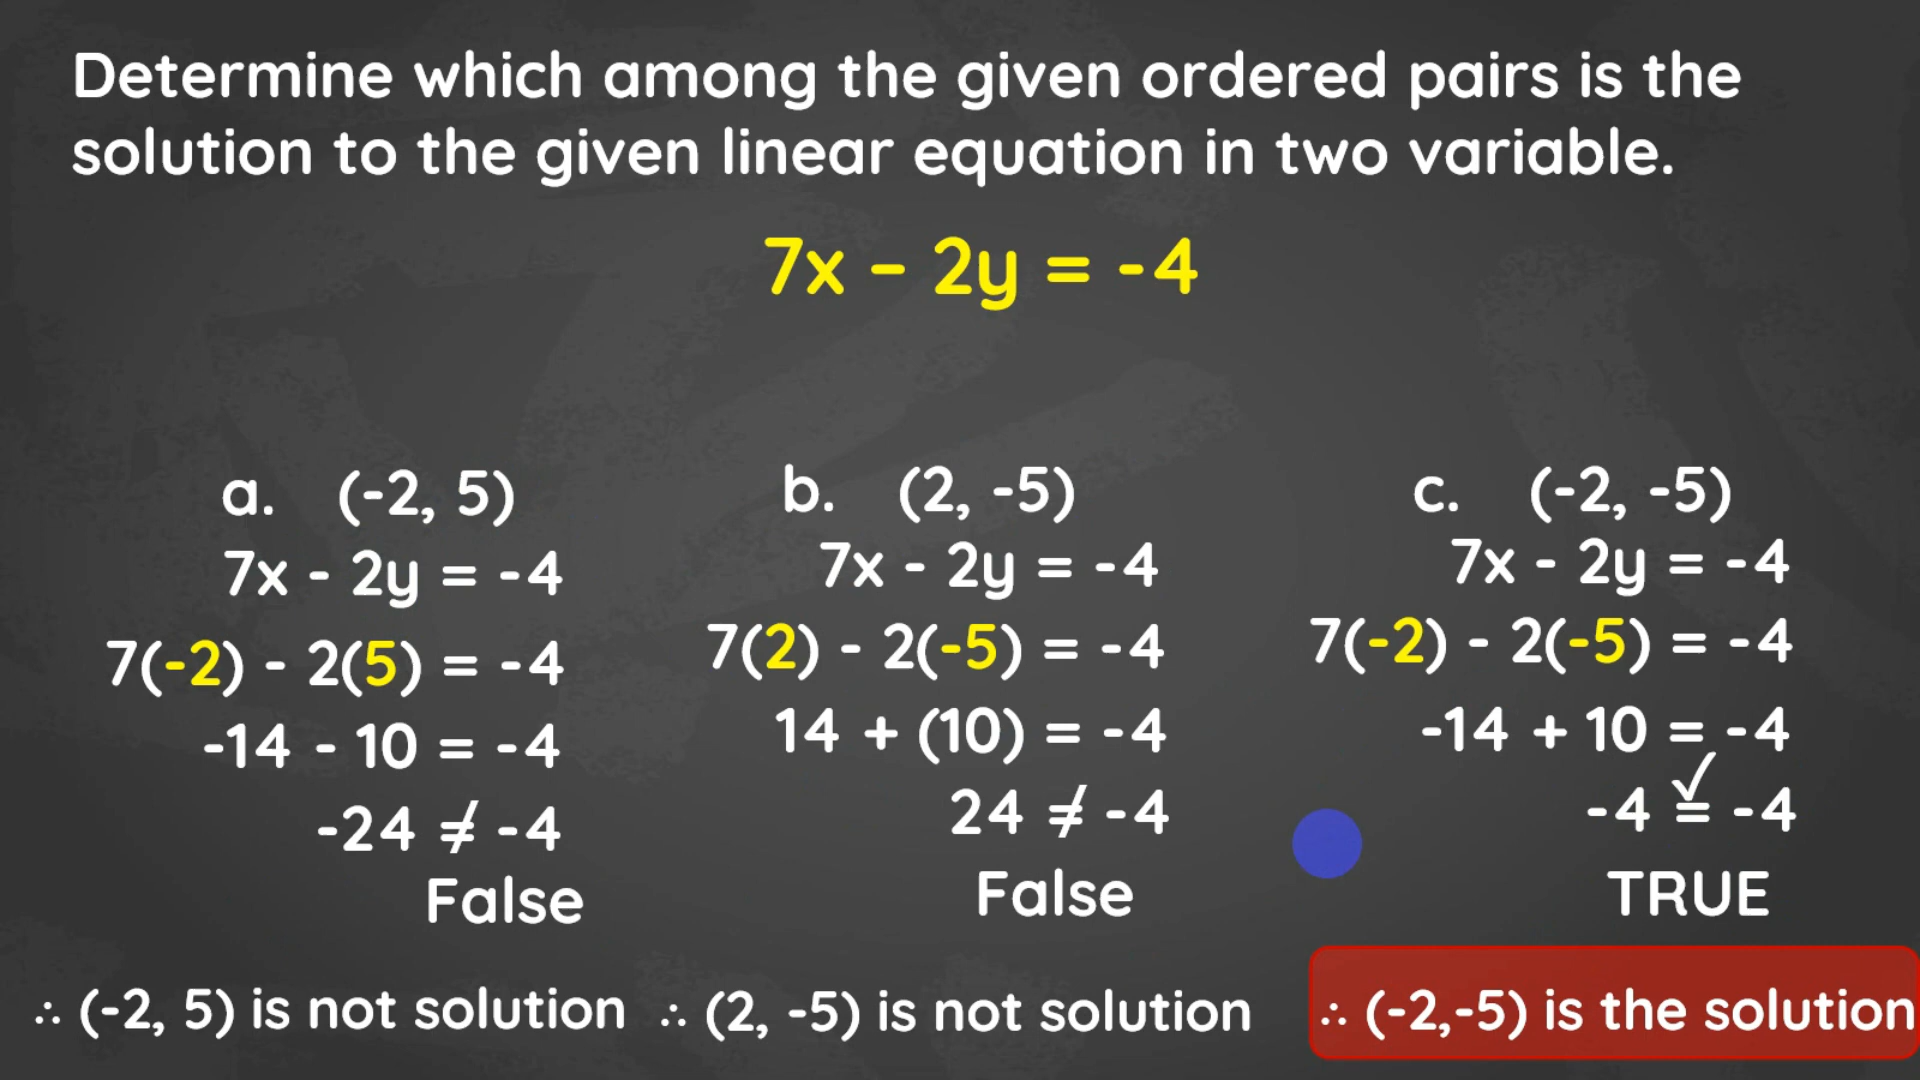 Determine which among the given ordered pairs is the
solution to the given linear equation in two variable.
7x - 2y = -4
a. (-2, 5)
7x - 2y = -4
7(-2) - 2(5) = -4
-14 - 10 = -4
-24 ≠ -4
False
∴ (-2, 5) is not solution
b. (2, -5)
7x - 2y = -4
7(2) - 2(-5) = -4
14 + (10) = -4
24 ≠ -4
False
∴ (2, -5) is not solution
c. (-2, -5)
7x - 2y = -4
7(-2) - 2(-5) = -4
-14 + 10 = -4
✓
-4 = -4
TRUE
∴ (-2,-5) is the solution